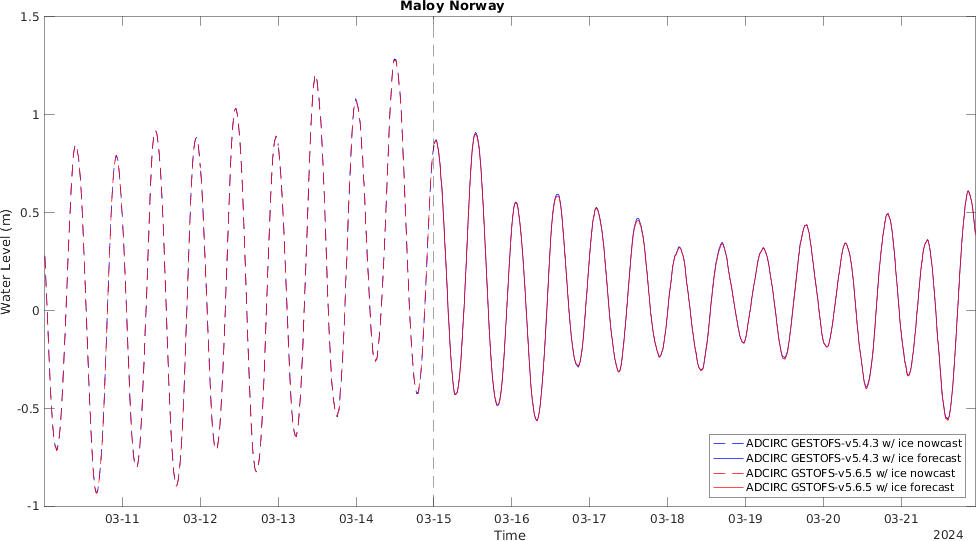 Maloy Norway
1.5
1
0.5
0
-0.5
-1
Water Level (m)
03-11 03-12 03-13 03-14 03-15 03-16 03-17 03-18 03-19 03-20 03-21
Time
2024
ADCIRC GESTOFS-v5.4.3 w/ ice nowcast
ADCIRC GESTOFS-v5.4.3 w/ ice forecast
ADCIRC GSTOFS-v5.6.5 w/ ice nowcast
ADCIRC GSTOFS-v5.6.5 w/ ice forecast